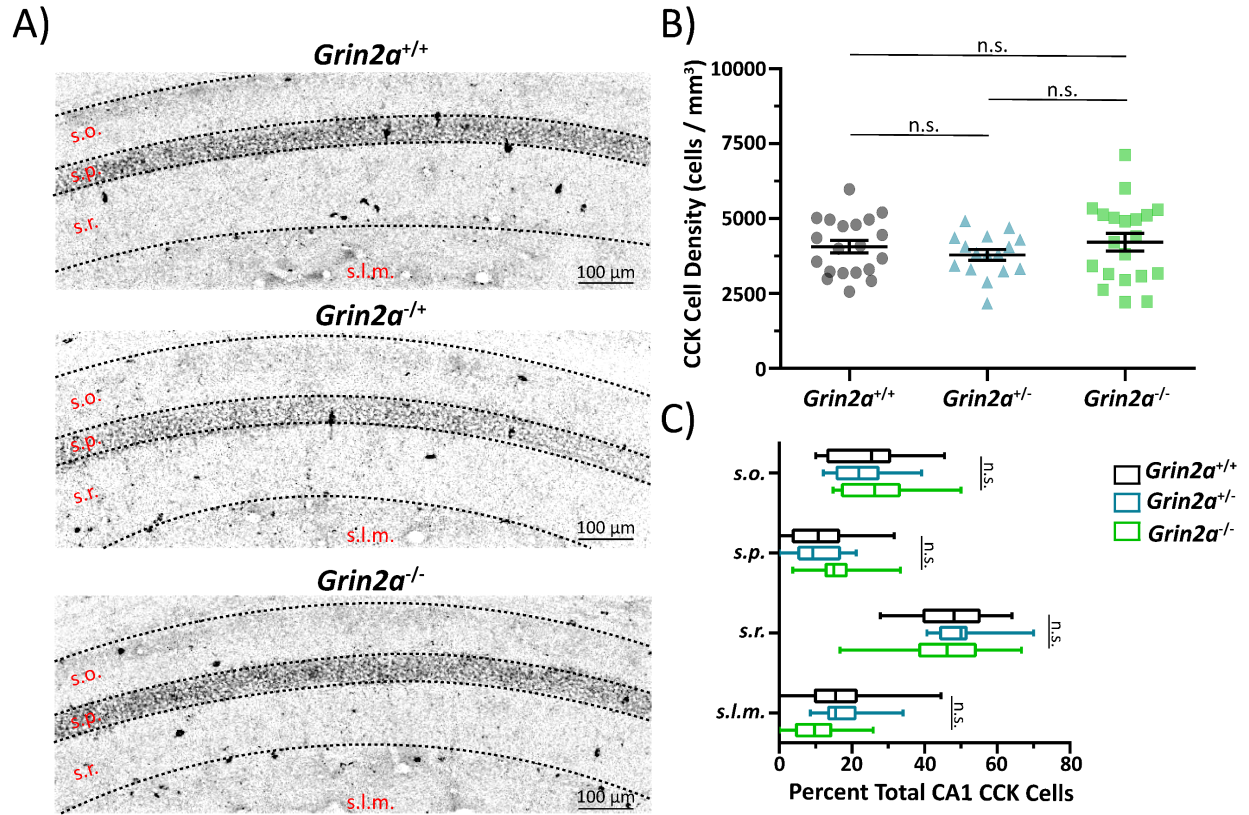 A)
Grin2a+/+
s.o.
s.p.
s.r.
s.l.m.
100 µm
Grin2a-/+
s.o.
s.p.
s.r.
s.l.m.
100 µm
Grin2a-/-
s.o.
s.p.
s.r.
s.l.m.
100 µm
B)
n.s.
n.s.
n.s.
CCK Cell Density (cells / mm³)
10000
7500
5000
2500
0
Grin2a+/+ Grin2a+/- Grin2a-/-
C)
s.o.
n.s.
s.p.
n.s.
s.r.
n.s.
s.l.m.
n.s.
0 20 40 60 80
Percent Total CA1 CCK Cells
Grin2a+/+
Grin2a+/-
Grin2a-/-